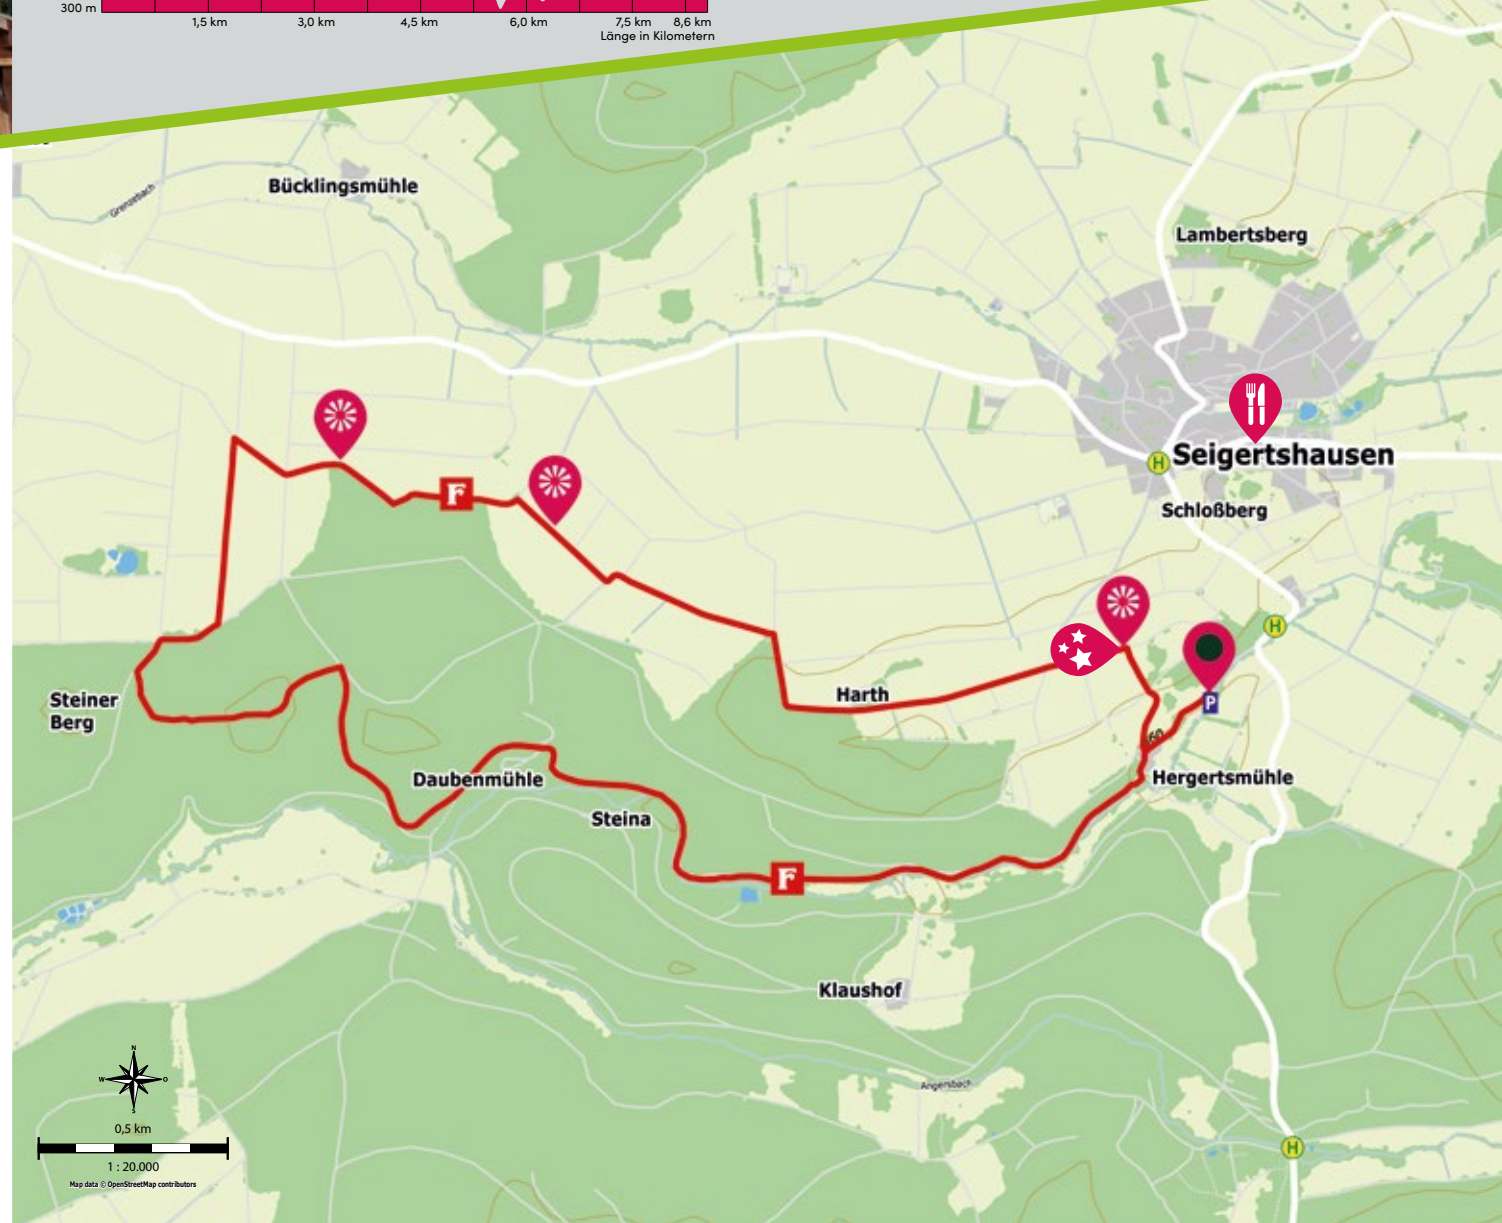 300 m
1,5 km
3,0 km
4,5 km
6,0 km
7,5 km
8,6 km
Länge in Kilometern
Bücklingsmühle
Grenzebach
Lambertsberg
Seigertshausen
H
Schloßberg
F
H
P
Harth
Steiner
Berg
60
Hergertsmühle
Daubenmühle
Steina
F
Klaushof
Angersbach
H
N
W
O
S
0,5 km
1 : 20.000
Map data © OpenStreetMap contributors